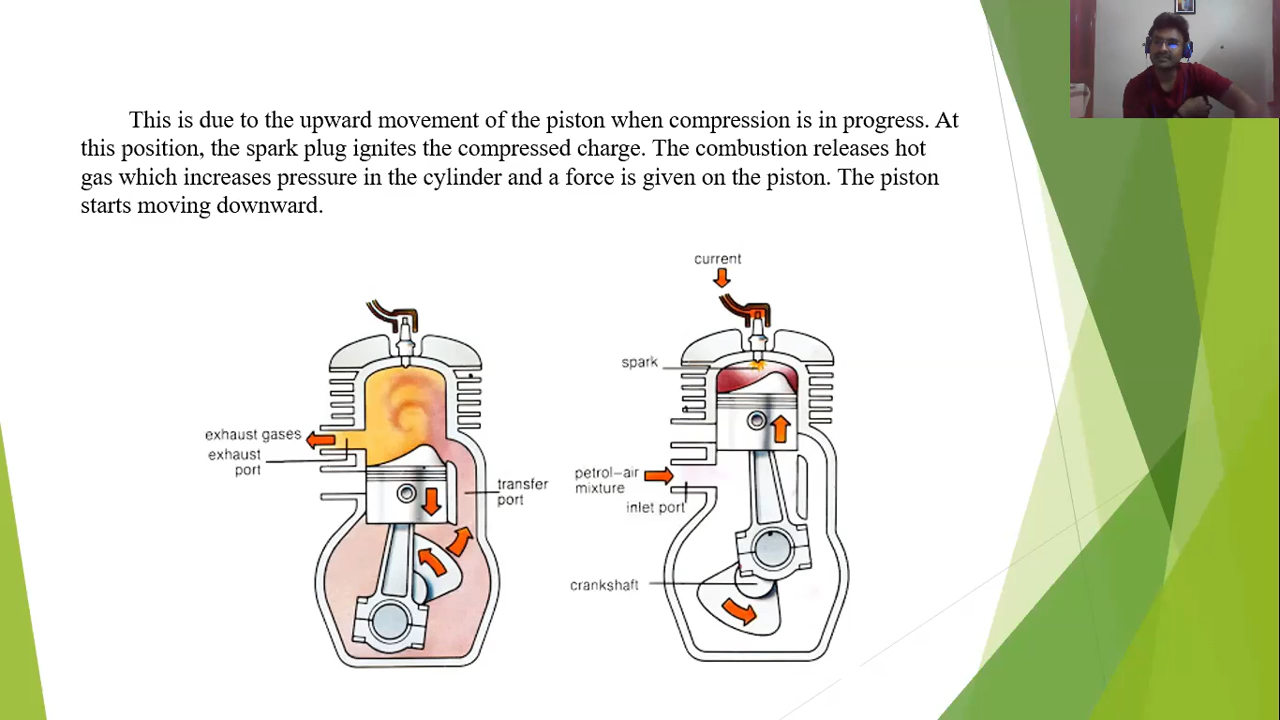 This is due to the upward movement of the piston when compression is in progress. At
this position, the spark plug ignites the compressed charge. The combustion releases hot
gas which increases pressure in the cylinder and a force is given on the piston. The piston
starts moving downward.
current
spark
exhaust gases
exhaust
port
transfer
port
petrol–air
mixture
inlet port
crankshaft